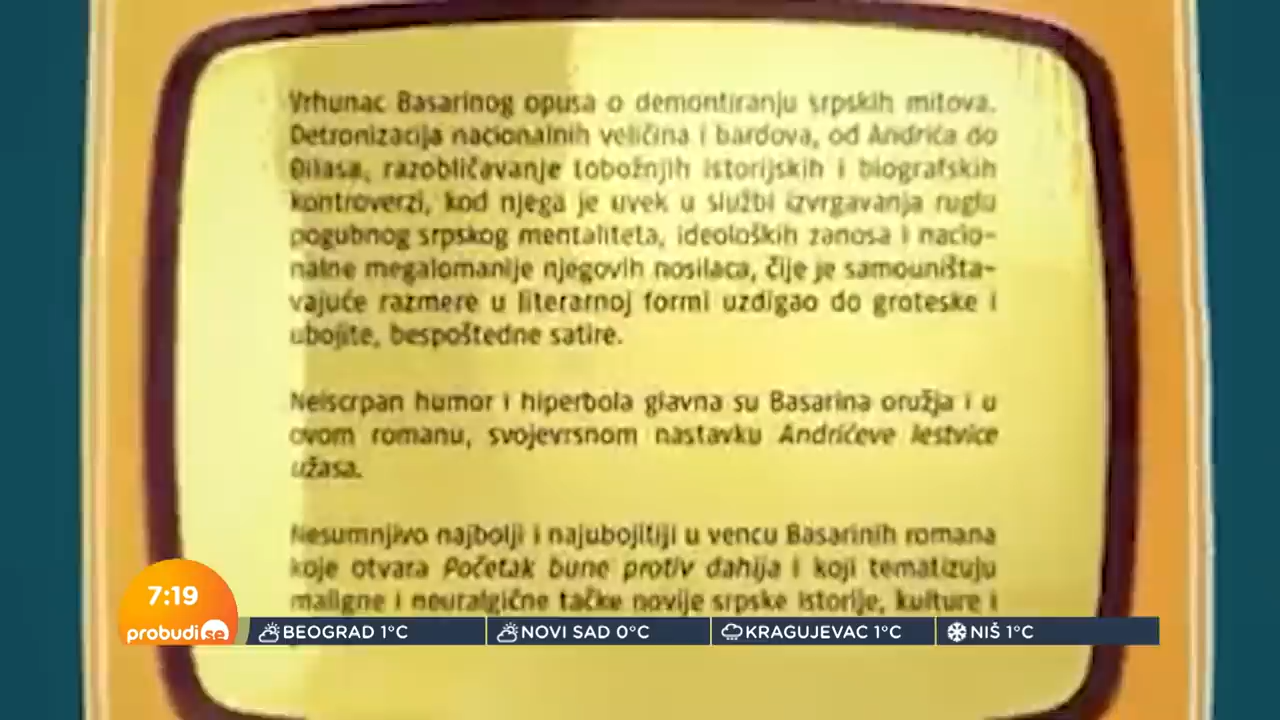 Vrhunac Basarinog opusa o demontiranju srpskih mitova.
Detronizacija nacionalnih veličina i bardova, od Andrića do
Đilasa, razobličavanje tobožnjih istorijskih i biografskih
kontroverzi, kod njega je uvek u službi izvrgavanja ruglu
pogubnog srpskog mentaliteta, ideoloških zanosa i nacio-
nalne megalomanije njegovih nosilaca, čije je samouništa-
vajuće razmere u literarnoj formi uzdigao do groteske i
ubojite, bespoštedne satire.
Neiscrpan humor i hiperbola glavna su Basarina oružja i u
ovom romanu, svojevrsnom nastavku Andrićeve lestvice
užasa.
Nesumnjivo najbolji i najubojitiji u vencu Basarinih romana
koje otvara Početak bune protiv dahija i koji tematizuju
maligne i neuralgične tačke novije srpske istorije, kulture i
7:19
probudi se
BEOGRAD 1°C
NOVI SAD 0°C
KRAGUJEVAC 1°C
NIŠ 1°C